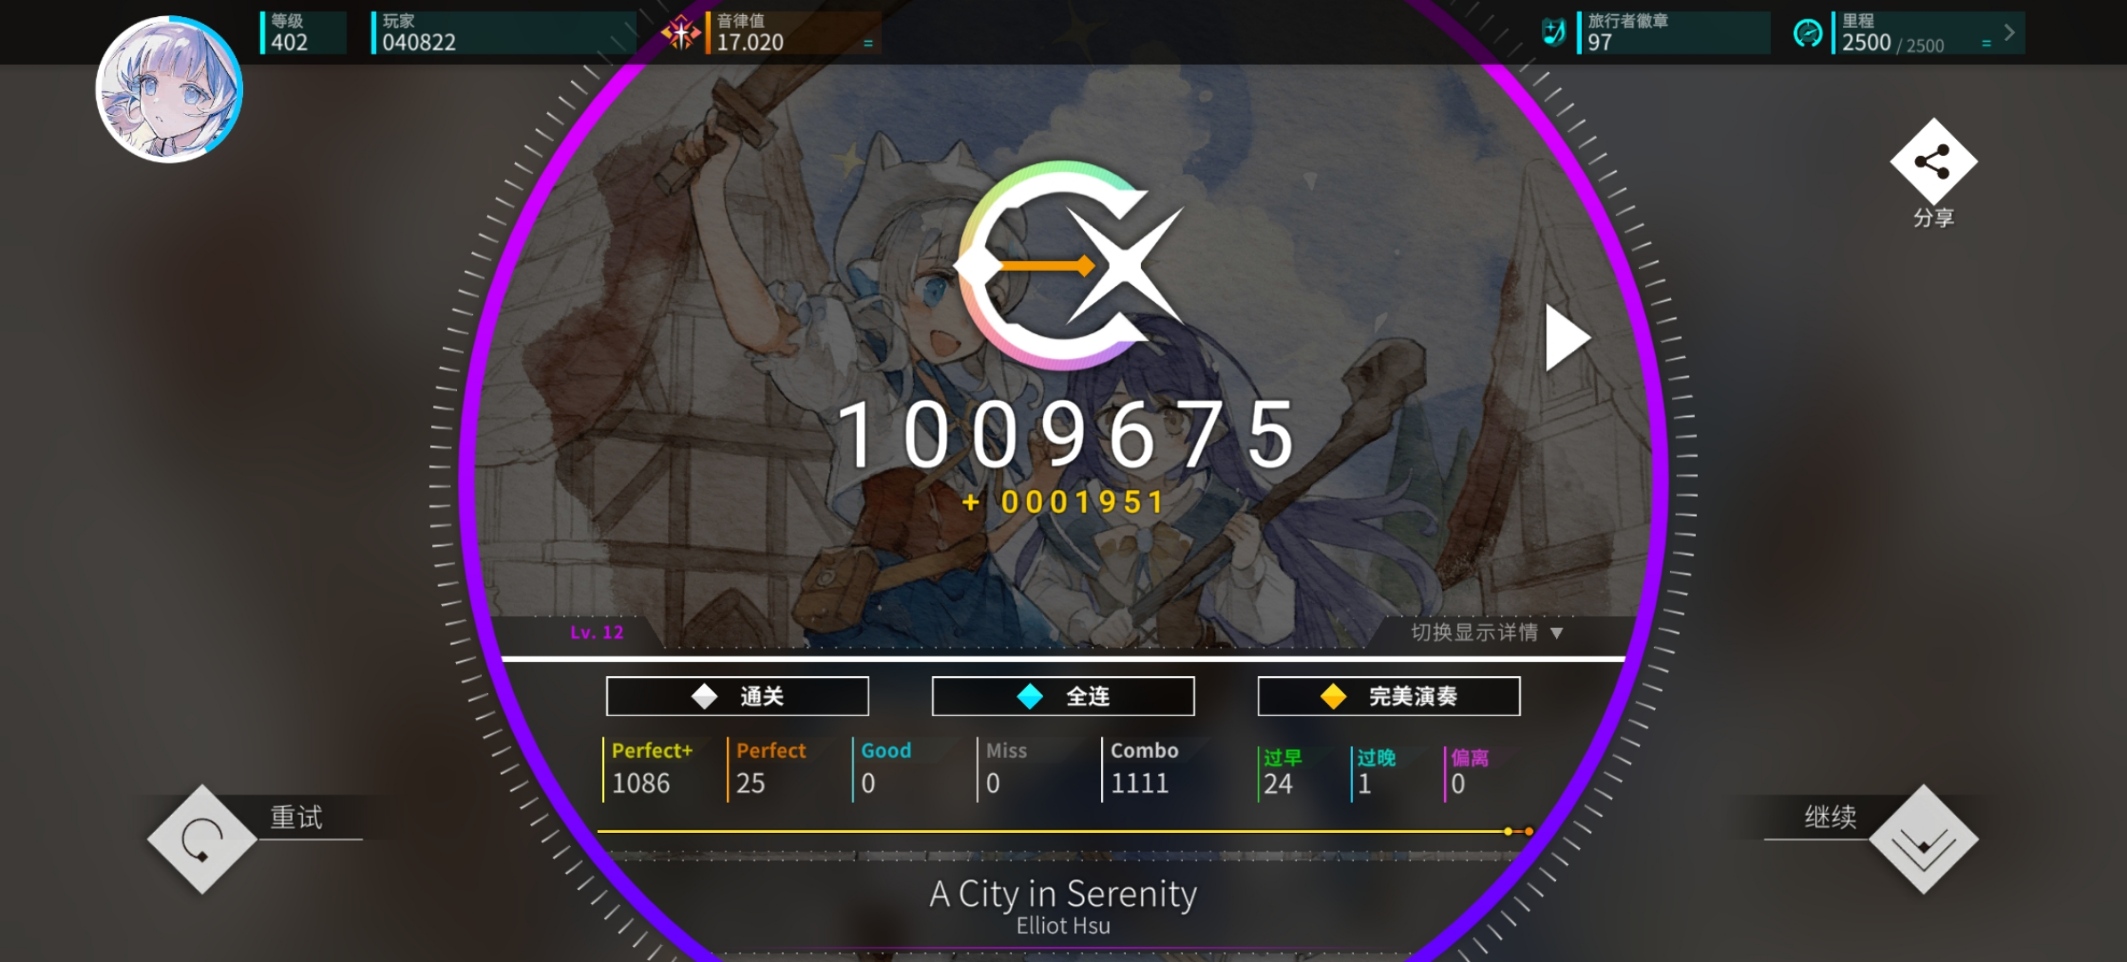 等级
402
玩家
040822
音律值
17.020
=
旅行者徽章
97
里程
2500 / 2500
=
分享
1009675
+ 0001951
Lv. 12
切换显示详情 ▼
通关
全连
完美演奏
Perfect+
1086
Perfect
25
Good
0
Miss
0
Combo
1111
过早
24
过晚
1
偏离
0
重试
继续
A City in Serenity
Elliot Hsu